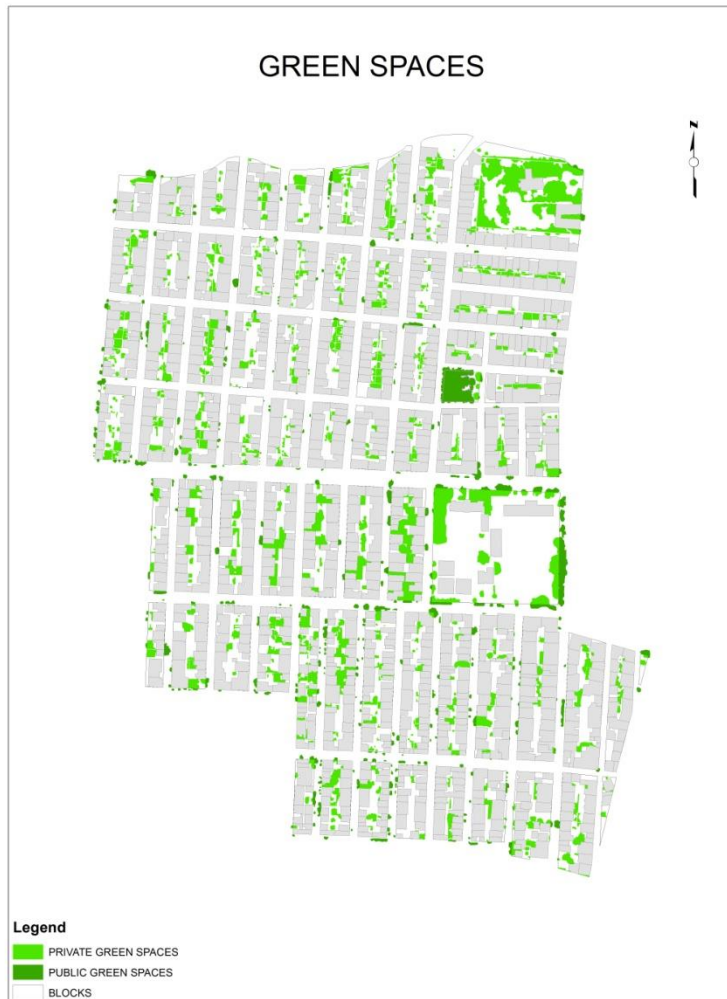 GREEN SPACES
N
Legend
PRIVATE GREEN SPACES
PUBLIC GREEN SPACES
BLOCKS